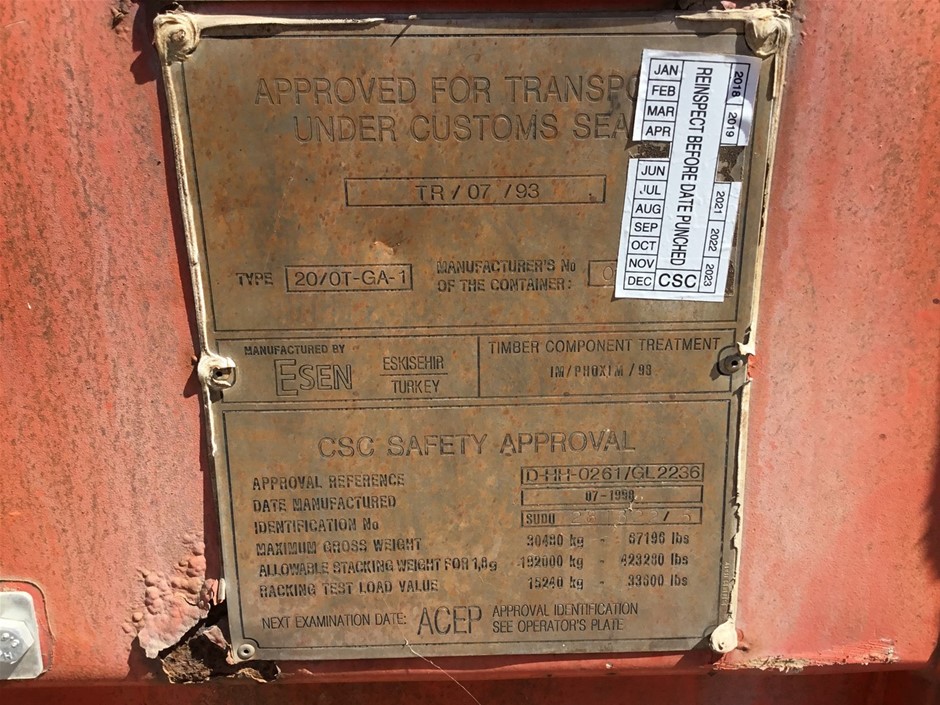 APPROVED FOR TRANSPO
UNDER CUSTOMS SEA
TR / 07 / 93
TYPE 20/OT-GA-1 MANUFACTURER'S No
OF THE CONTAINER:
JAN
FEB
MAR
APR
JUN
JUL
AUG
SEP
OCT
NOV
DEC
REINSPECT BEFORE DATE PUNCHED
CSC
2018 2019
2021 2022 2023
MANUFACTURED BY
ESEN
ESKISEHIR
TURKEY
TIMBER COMPONENT TREATMENT
IM/PHOXIM/98
CSC SAFETY APPROVAL
APPROVAL REFERENCE D-HH-0261/GL2236
DATE MANUFACTURED 07-1998
IDENTIFICATION No SUDU
MAXIMUM GROSS WEIGHT 30480 kg - 67196 lbs
ALLOWABLE STACKING WEIGHT FOR 1,8g 192000 kg - 423280 lbs
RACKING TEST LOAD VALUE 15240 kg - 33600 lbs
NEXT EXAMINATION DATE: ACEP APPROVAL IDENTIFICATION
SEE OPERATOR'S PLATE